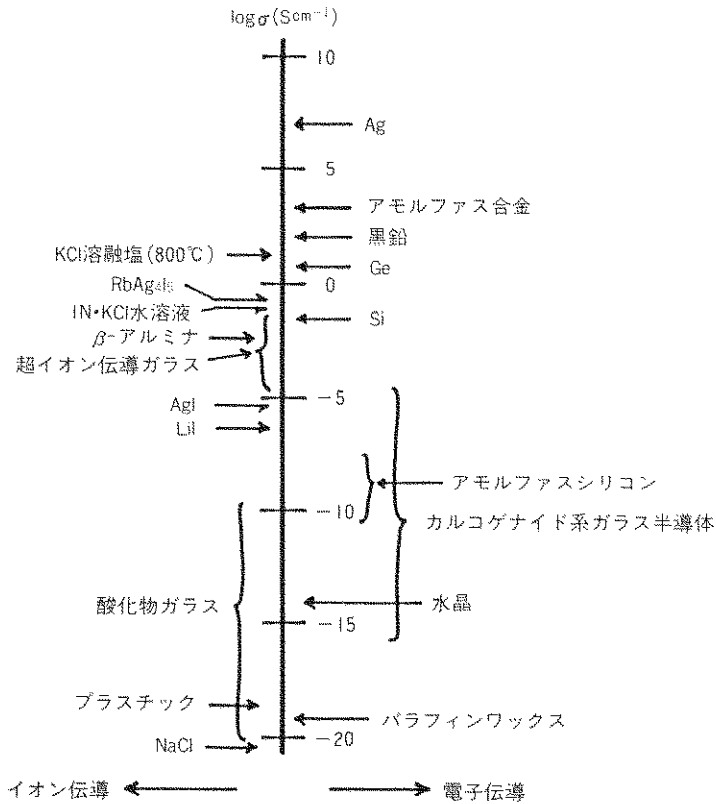 log σ(Scm⁻¹)
10
Ag
5
アモルファス合金
黒鉛
KCl溶融塩(800℃)
Ge
RbAg₄I₅
0
1N・KCl水溶液
Si
β-アルミナ
超イオン伝導ガラス
AgI
-5
LiI
アモルファスシリコン
-10
カルコゲナイド系ガラス半導体
酸化物ガラス
水晶
-15
プラスチック
パラフィンワックス
NaCl
-20
イオン伝導
電子伝導